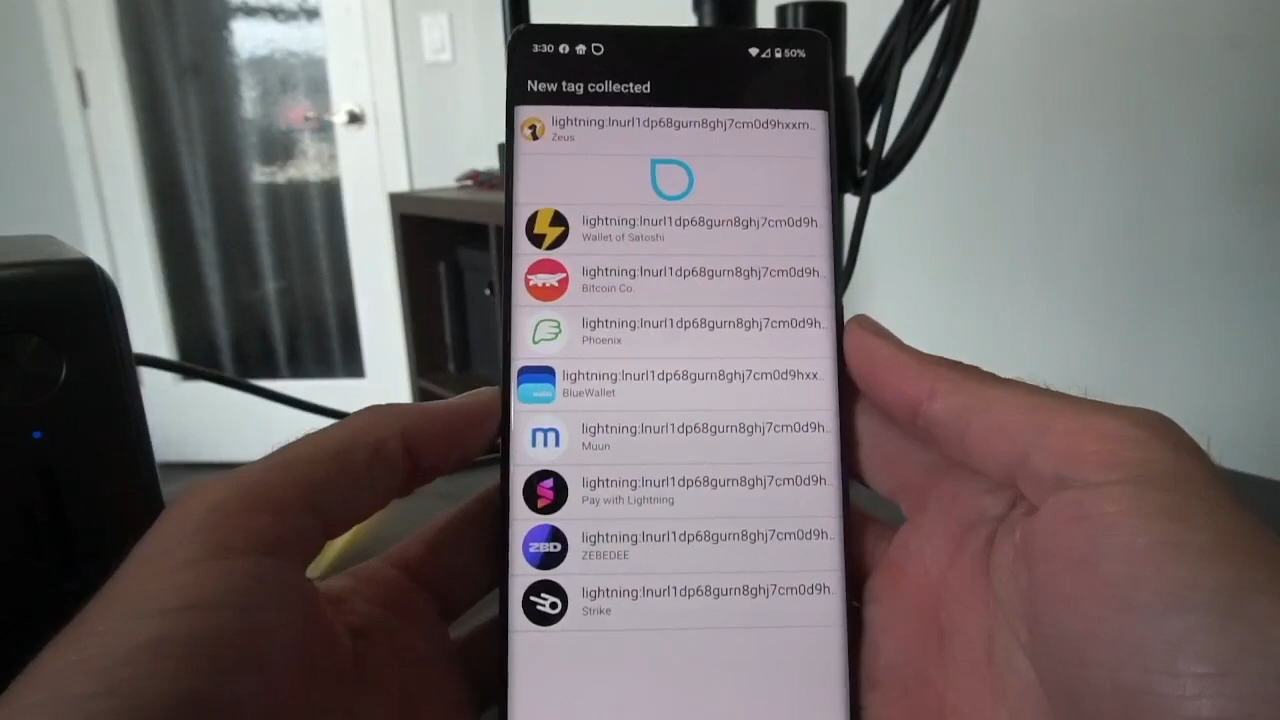 3:30
50%
New tag collected
lightning:lnurl1dp68gurn8ghj7cm0d9hxxm..
Zeus
lightning:lnurl1dp68gurn8ghj7cm0d9h
Wallet of Satoshi
lightning:lnurl1dp68gurn8ghj7cm0d9h..
Bitcoin Co.
lightning:lnurl1dp68gurn8ghj7cm0d9h..
Phoenix
lightning:lnurl1dp68gurn8ghj7cm0d9hxx..
BlueWallet
lightning:lnurl1dp68gurn8ghj7cm0d9h..
m
Muun
lightning:lnurl1dp68gurn8ghj7cm0d9h..
Pay with Lightning
lightning:lnurl1dp68gurn8ghj7cm0d9h..
ZBD
ZEBEDEE
lightning:lnurl1dp68gurn8ghj7cm0d9h..
Strike